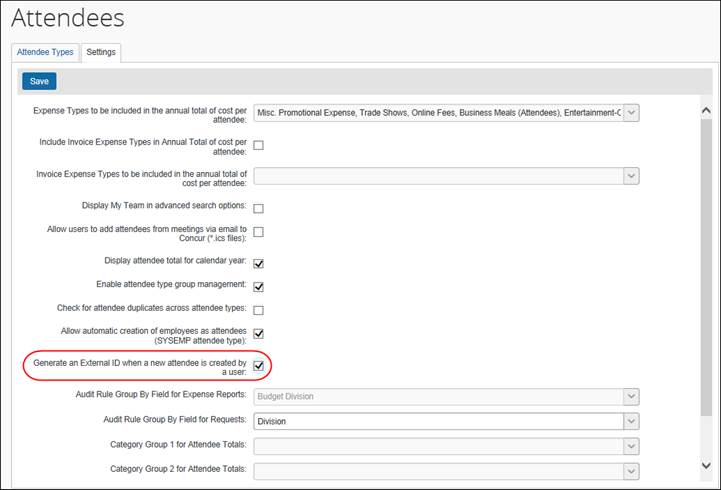 Attendees
Attendee Types
Settings
Save
Expense Types to be included in the annual total of cost per
attendee:
Misc. Promotional Expense, Trade Shows, Online Fees, Business Meals (Attendees), Entertainment-C
Include Invoice Expense Types in Annual Total of cost per
attendee:
Invoice Expense Types to be included in the annual total of
cost per attendee:
Display My Team in advanced search options:
Allow users to add attendees from meetings via email to
Concur (*.ics files):
Display attendee total for calendar year:
Enable attendee type group management:
Check for attendee duplicates across attendee types:
Allow automatic creation of employees as attendees
(SYSEMP attendee type):
Generate an External ID when a new attendee is created by
a user:
Audit Rule Group By Field for Expense Reports:
Budget Division
Audit Rule Group By Field for Requests:
Division
Category Group 1 for Attendee Totals:
Category Group 2 for Attendee Totals: